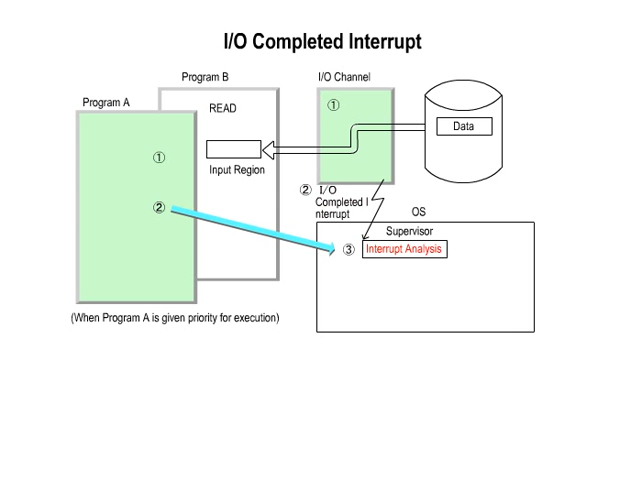 I/O Completed Interrupt
Program B
I/O Channel
Program A
READ
①
Data
①
Input Region
② I/O
Completed I
nterrupt
②
OS
Supervisor
③
Interrupt Analysis
(When Program A is given priority for execution)